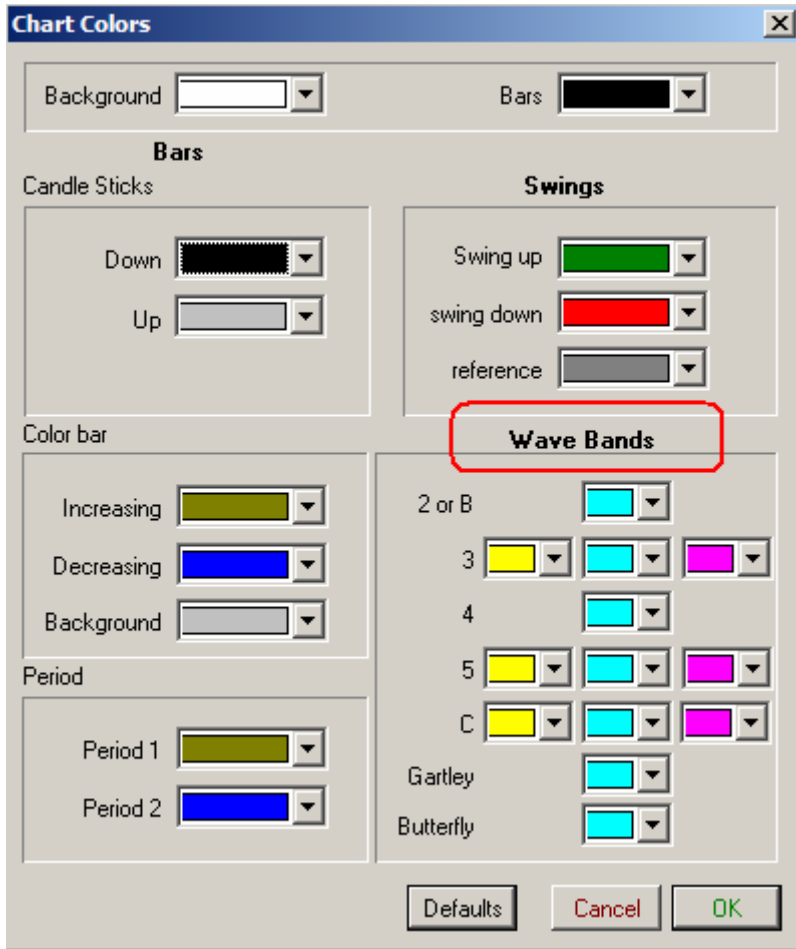 Chart Colors
Background
Bars
Bars
Candle Sticks
Swings
Down
Up
Swing up
swing down
reference
Color bar
Wave Bands
Increasing
Decreasing
Background
2 or B
3
4
5
C
Gartley
Butterfly
Period
Period 1
Period 2
Defaults
Cancel
OK